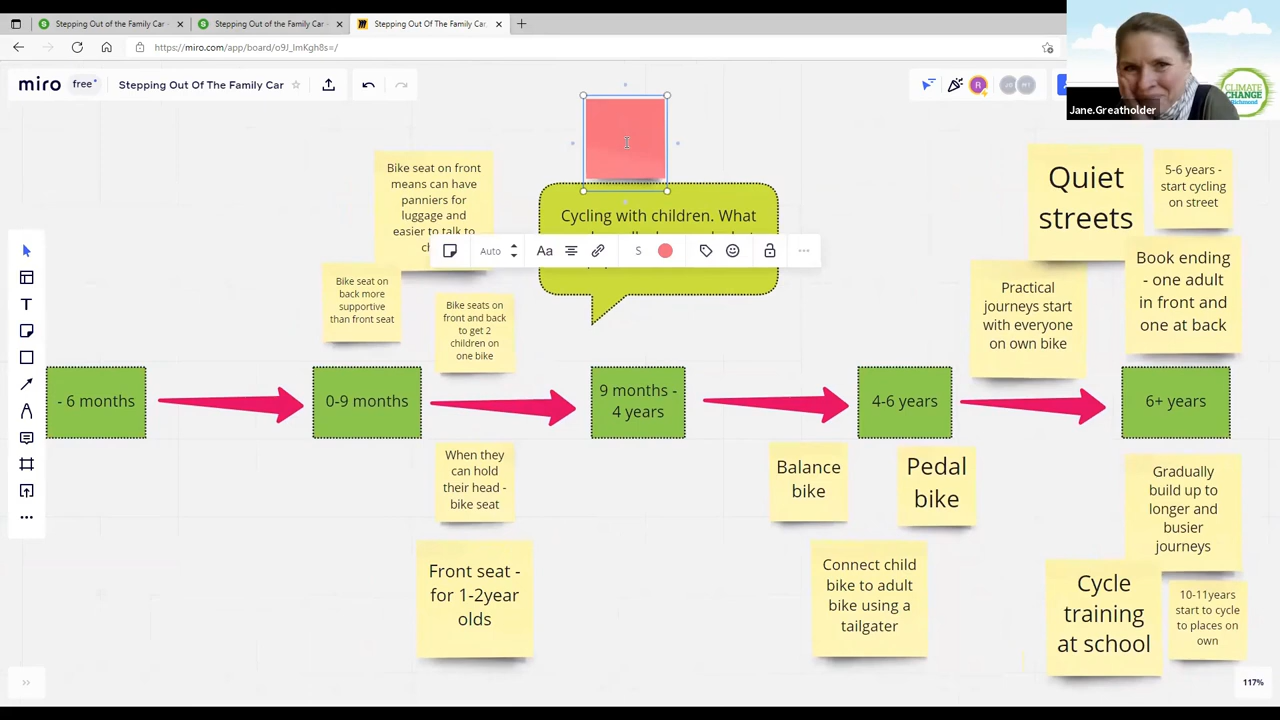 Stepping Out of the Family Car -
Stepping Out of the Family Car -
Stepping Out Of The Family Car,
https://miro.com/app/board/o9J_lmKgh8s=/
miro
free
Stepping Out Of The Family Car
R
Jane.Greatholder
CLIMATE
CHANGE
Richmond
Bike seat on front
means can have
panniers for
luggage and
easier to talk to
Cycling with children. What
Auto
Aa
S
Bike seat on
back more
supportive
than front seat
Bike seats on
front and back
to get 2
children on
one bike
Quiet
streets
5-6 years -
start cycling
on street
Practical
journeys start
with everyone
on own bike
Book ending
- one adult
in front and
one at back
- 6 months
0-9 months
9 months -
4 years
4-6 years
6+ years
When they
can hold
their head -
bike seat
Front seat -
for 1-2year
olds
Balance
bike
Pedal
bike
Connect child
bike to adult
bike using a
tailgater
Gradually
build up to
longer and
busier
journeys
Cycle
training
at school
10-11years
start to cycle
to places on
own
117%